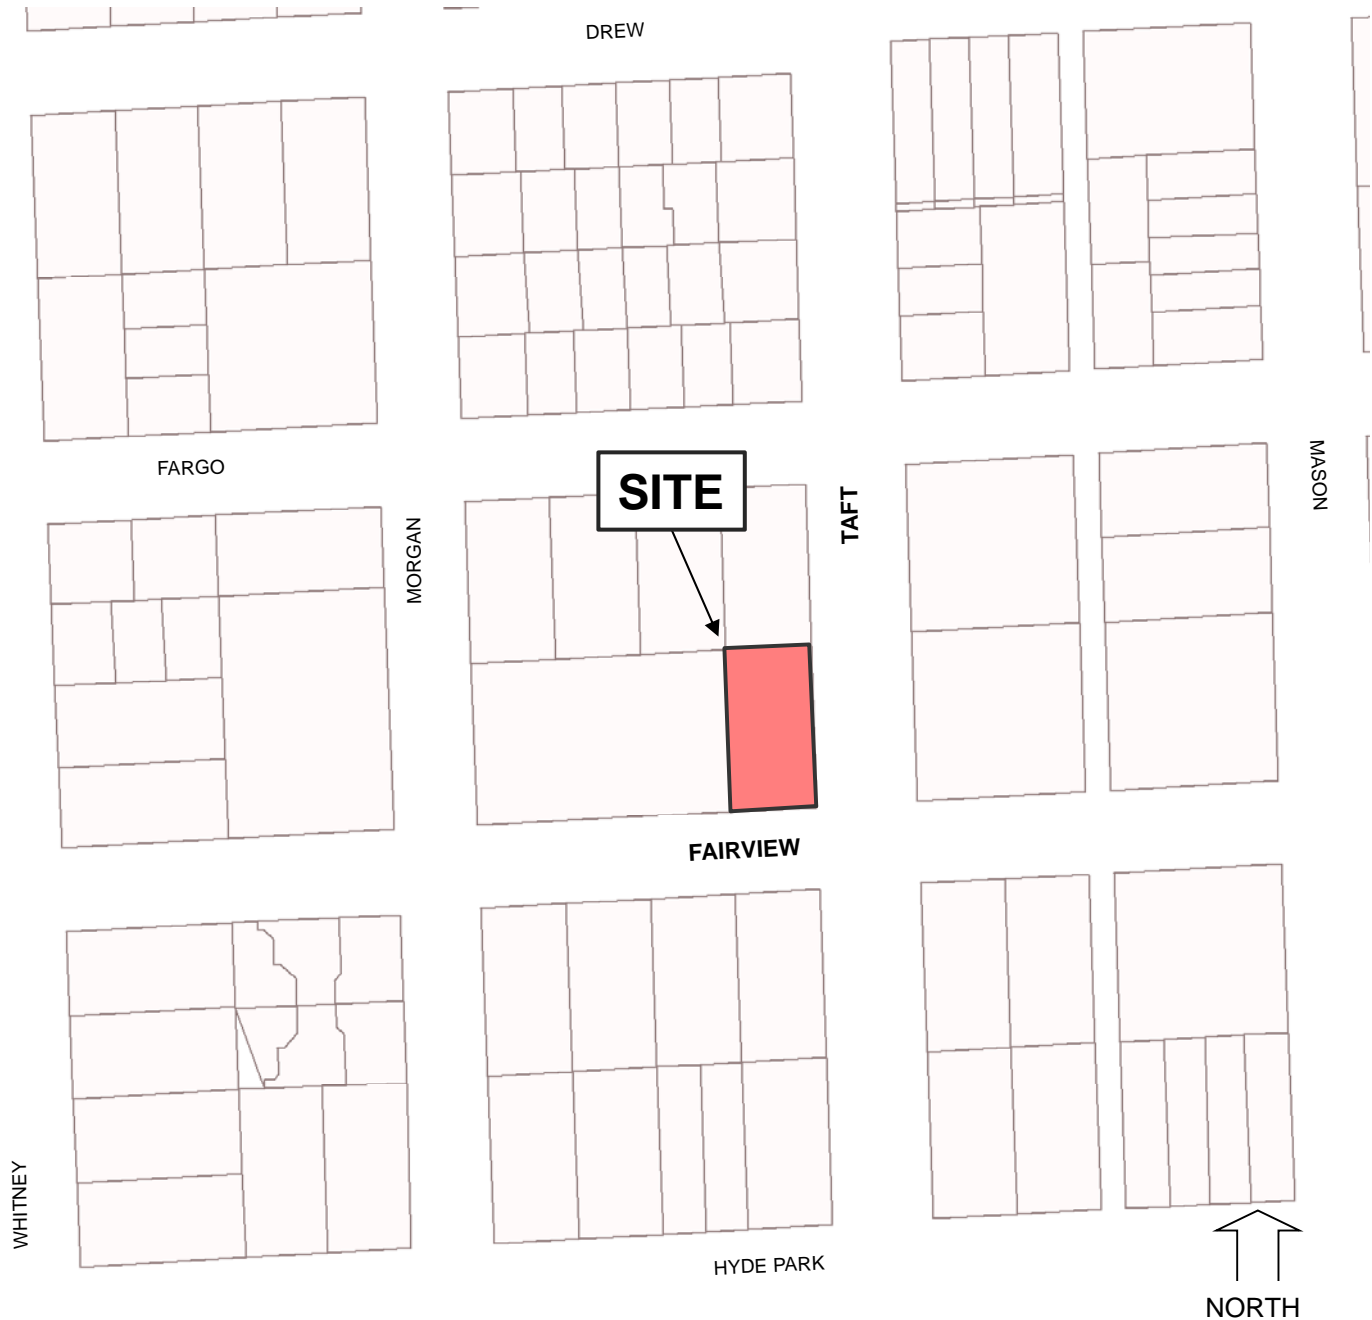 DREW
FARGO
SITE
MORGAN
TAFT
MASON
FAIRVIEW
WHITNEY
HYDE PARK
NORTH